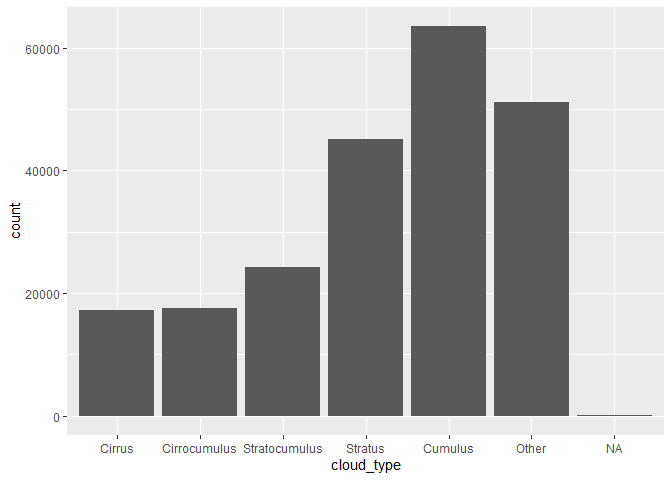 60000
count
40000
20000
0
Cirrus Cirrocumulus Stratocumulus Stratus Cumulus Other NA
cloud_type